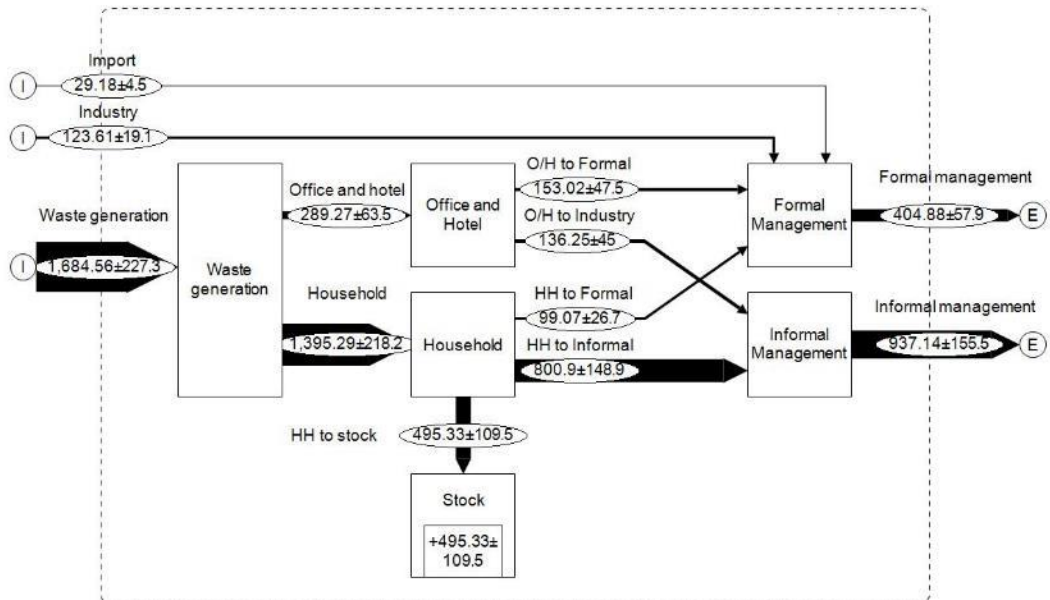 Import
I
29.18±4.5
Industry
I
123.61±19.1
Waste generation
I
1,684.56±227.3
Waste
generation
Office and hotel
289.27±63.5
Household
1,395.29±218.2
Office and
Hotel
Household
O/H to Formal
153.02±47.5
O/H to Industry
136.25±45
HH to Formal
99.07±26.7
HH to Informal
800.9±148.9
HH to stock
495.33±109.5
Stock
+495.33±
109.5
Formal
Management
Informal
Management
Formal management
404.88±57.9
E
Informal management
937.14±155.5
E